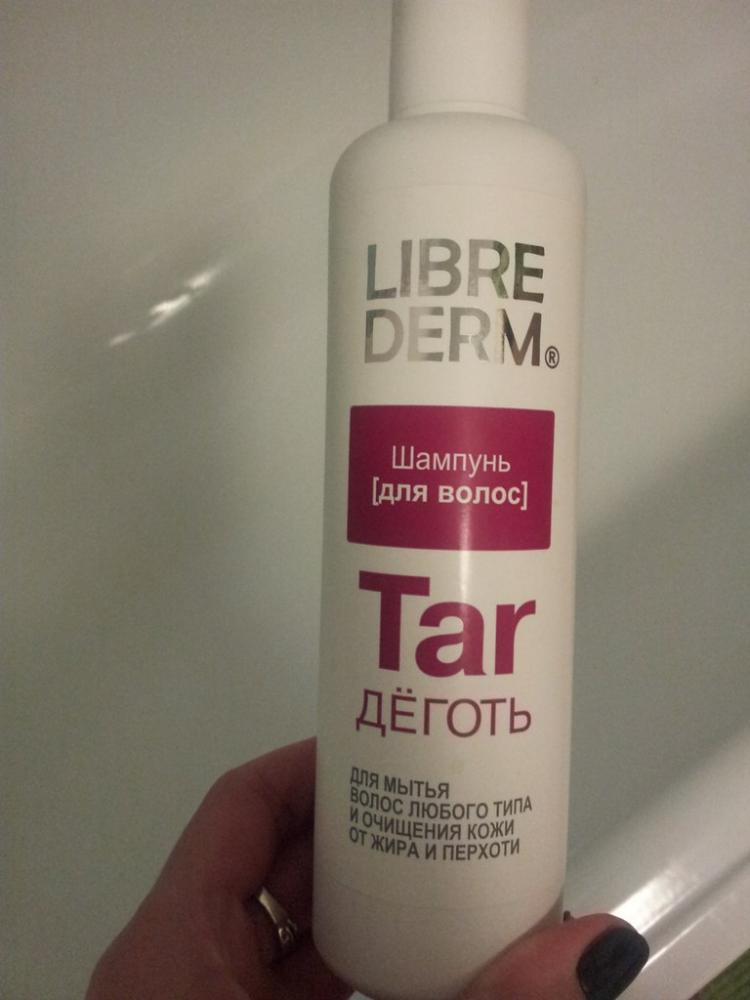 LIBRE
DERM®
Шампунь
[для волос]
Tar
ДЁГОТЬ
ДЛЯ МЫТЬЯ
ВОЛОС ЛЮБОГО ТИПА
И ОЧИЩЕНИЯ КОЖИ
ОТ ЖИРА И ПЕРХОТИ